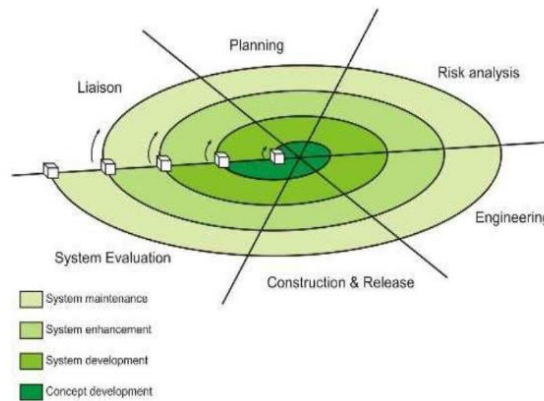 Planning
Risk analysis
Liaison
Engineering
System Evaluation
Construction & Release
System maintenance
System enhancement
System development
Concept development